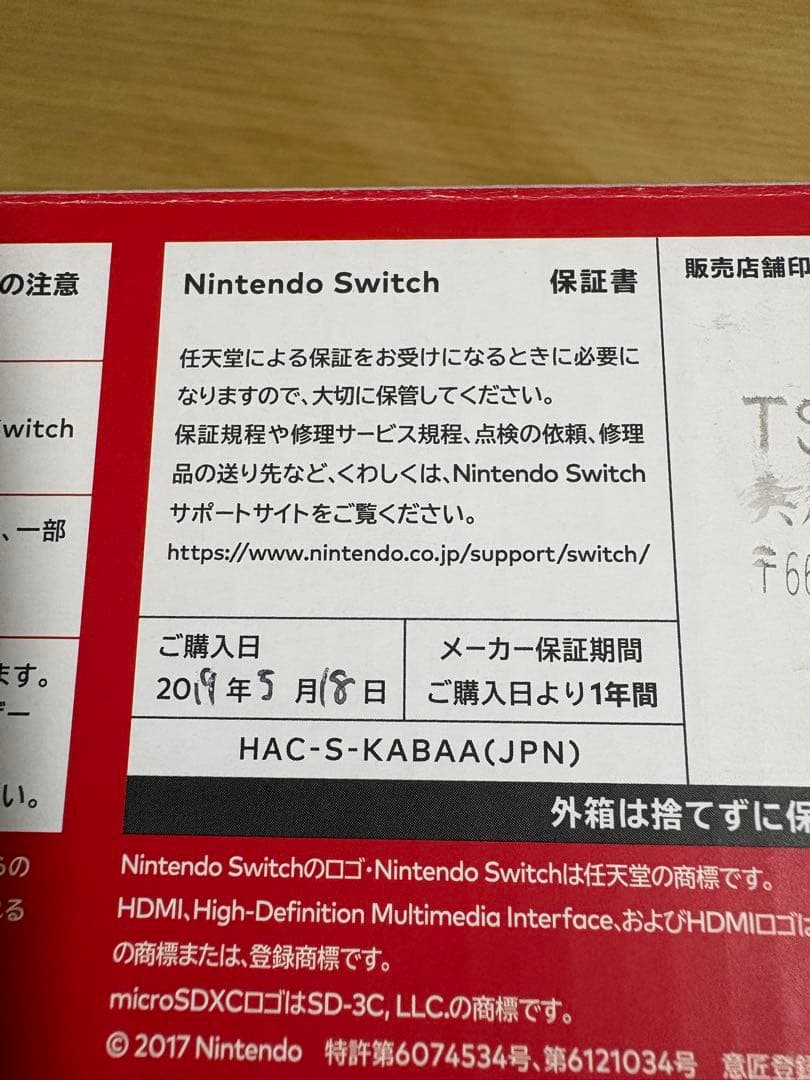 の注意
witch
、一部
ます。
デー
い。
Nintendo Switch 保証書
任天堂による保証をお受けになるときに必要に
なりますので、大切に保管してください。
保証規程や修理サービス規程、点検の依頼、修理
品の送り先など、くわしくは、Nintendo Switch
サポートサイトをご覧ください。
https://www.nintendo.co.jp/support/switch/
ご購入日
2019年5月18日
メーカー保証期間
ご購入日より1年間
HAC-S-KABAA(JPN)
販売店舗印
TS
〒66
外箱は捨てずに保
の
る
Nintendo Switchのロゴ・Nintendo Switchは任天堂の商標です。
HDMI、High-Definition Multimedia Interface、およびHDMIロゴは
の商標または、登録商標です。
microSDXCロゴはSD-3C, LLC.の商標です。
© 2017 Nintendo 特許第6074534号、第6121034号 意匠登録